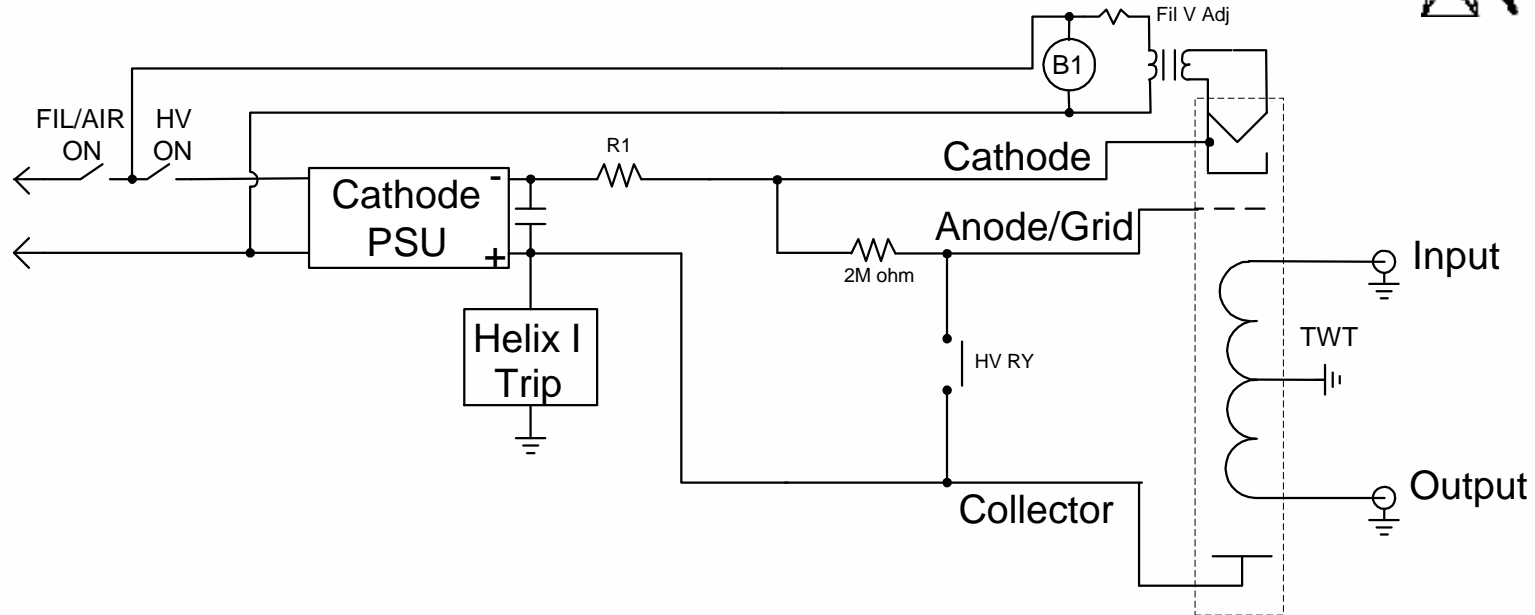 Fil V Adj
B1
FIL/AIR
ON
HV
ON
R1
Cathode
Cathode
PSU
-
+
Anode/Grid
2M ohm
Input
Helix I
Trip
HV RY
TWT
Collector
Output